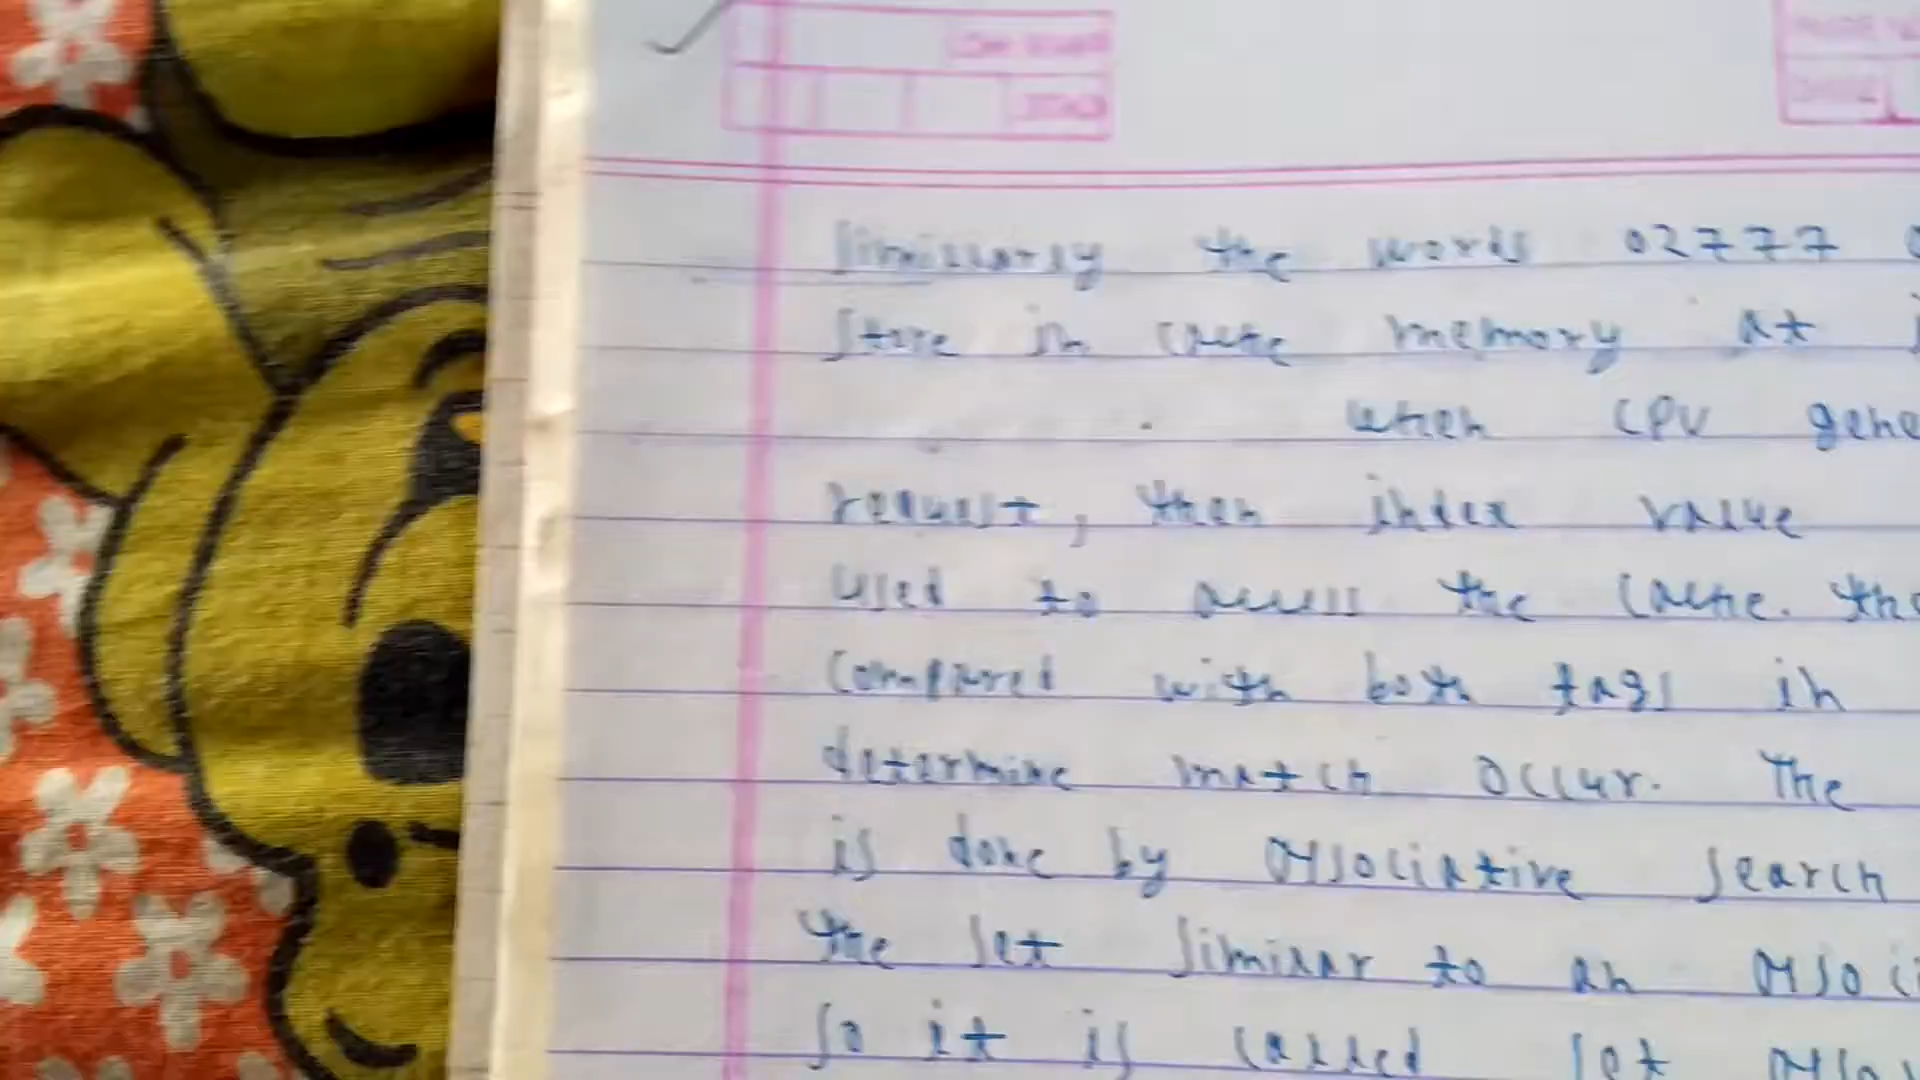 Similarly the words 02777
store in cache memory at
when CPU gene
request, then index value
used to access the cache. the
compared with both tags in
determine match occur. The
is done by associative search
the set similar to an associ
so it is called set asso